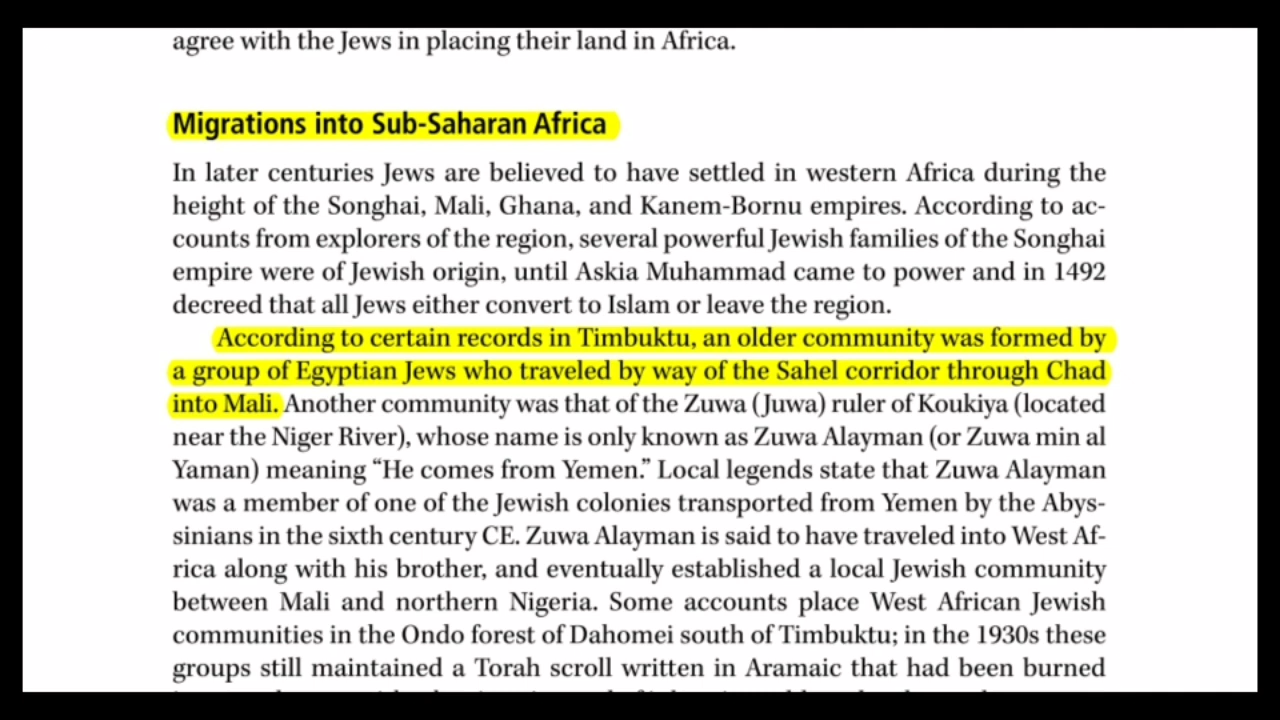 agree with the Jews in placing their land in Africa.
Migrations into Sub-Saharan Africa
In later centuries Jews are believed to have settled in western Africa during the
height of the Songhai, Mali, Ghana, and Kanem-Bornu empires. According to ac-
counts from explorers of the region, several powerful Jewish families of the Songhai
empire were of Jewish origin, until Askia Muhammad came to power and in 1492
decreed that all Jews either convert to Islam or leave the region.
According to certain records in Timbuktu, an older community was formed by
a group of Egyptian Jews who traveled by way of the Sahel corridor through Chad
into Mali. Another community was that of the Zuwa (Juwa) ruler of Koukiya (located
near the Niger River), whose name is only known as Zuwa Alayman (or Zuwa min al
Yaman) meaning “He comes from Yemen.” Local legends state that Zuwa Alayman
was a member of one of the Jewish colonies transported from Yemen by the Abys-
sinians in the sixth century CE. Zuwa Alayman is said to have traveled into West Af-
rica along with his brother, and eventually established a local Jewish community
between Mali and northern Nigeria. Some accounts place West African Jewish
communities in the Ondo forest of Dahomei south of Timbuktu; in the 1930s these
groups still maintained a Torah scroll written in Aramaic that had been burned